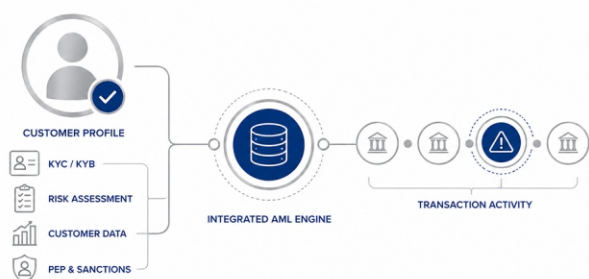 CUSTOMER PROFILE
KYC / KYB
RISK ASSESSMENT
CUSTOMER DATA
PEP & SANCTIONS
INTEGRATED AML ENGINE
TRANSACTION ACTIVITY